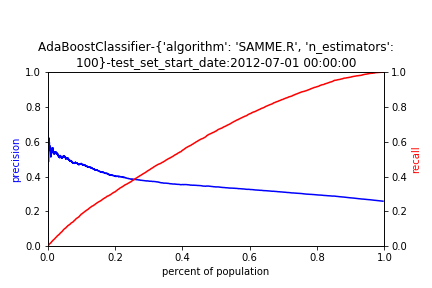 AdaBoostClassifier-{'algorithm': 'SAMME.R', 'n_estimators':
100}-test_set_start_date:2012-07-01 00:00:00
1.0
0.8
0.6
0.4
0.2
0.0
precision
1.0
0.8
0.6
0.4
0.2
0.0
recall
0.0 0.2 0.4 0.6 0.8 1.0
percent of population